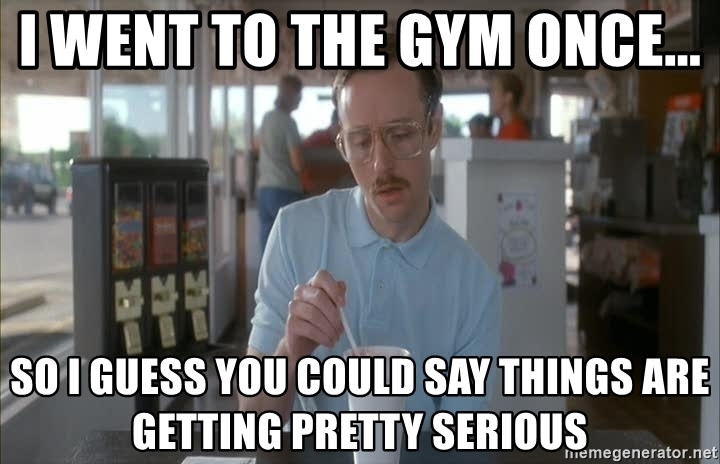 I WENT TO THE GYM ONCE...
SO I GUESS YOU COULD SAY THINGS ARE
GETTING PRETTY SERIOUS
memegenerator.net